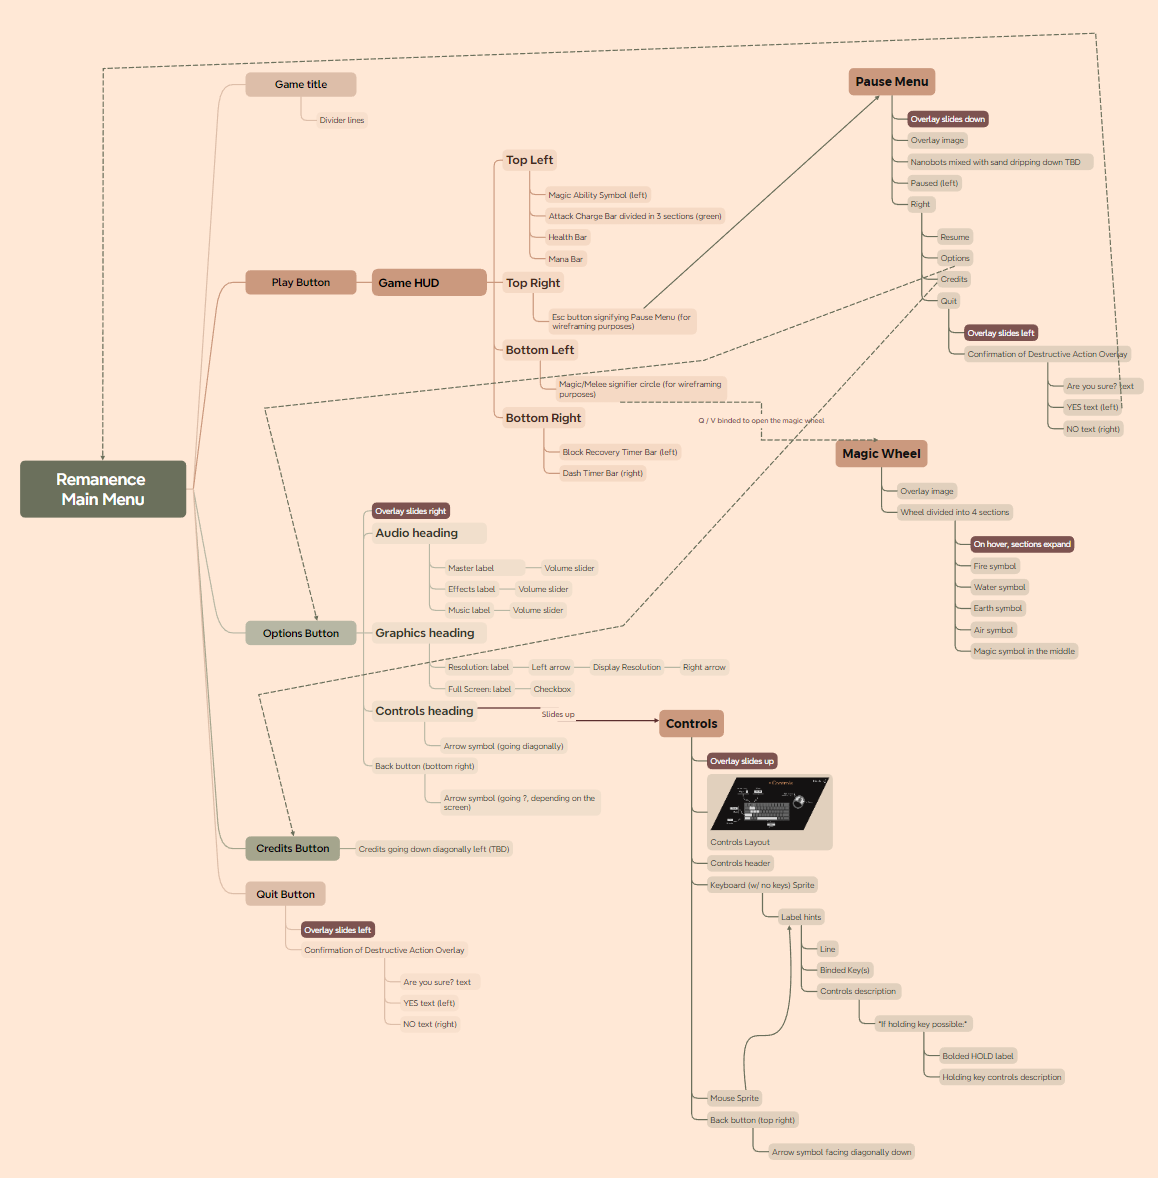 Game title
Divider lines
Pause Menu
Overlay slides down
Overlay image
Nanobots mixed with sand dripping down TBD
Paused (left)
Right
Resume
Options
Credits
Quit
Overlay slides left
Confirmation of Destructive Action Overlay
Are you sure? text
YES text (left)
NO text (right)
Top Left
Magic Ability Symbol (left)
Attack Charge Bar divided in 3 sections (green)
Health Bar
Mana Bar
Play Button
Game HUD
Top Right
Esc button signifying Pause Menu (for
wireframing purposes)
Bottom Left
Magic/Melee signifier circle (for wireframing
purposes)
Bottom Right
Block Recovery Timer Bar (left)
Dash Timer Bar (right)
Q / V binded to open the magic wheel
Magic Wheel
Overlay image
Wheel divided into 4 sections
On hover, sections expand
Fire symbol
Water symbol
Earth symbol
Air symbol
Magic symbol in the middle
Remanence
Main Menu
Overlay slides right
Audio heading
Master label
Volume slider
Effects label
Volume slider
Music label
Volume slider
Options Button
Graphics heading
Resolution: label
Left arrow
Display Resolution
Right arrow
Full Screen: label
Checkbox
Controls heading
Slides up
Arrow symbol (going diagonally)
Back button (bottom right)
Arrow symbol (going ?, depending on the
screen)
Controls
Overlay slides up
Controls
Controls Layout
Controls header
Keyboard (w/ no keys) Sprite
Label hints
Line
Binded Key(s)
Controls description
"If holding key possible:"
Bolded HOLD label
Holding key controls description
Mouse Sprite
Back button (top right)
Arrow symbol facing diagonally down
Credits Button
Credits going down diagonally left (TBD)
Quit Button
Overlay slides left
Confirmation of Destructive Action Overlay
Are you sure? text
YES text (left)
NO text (right)